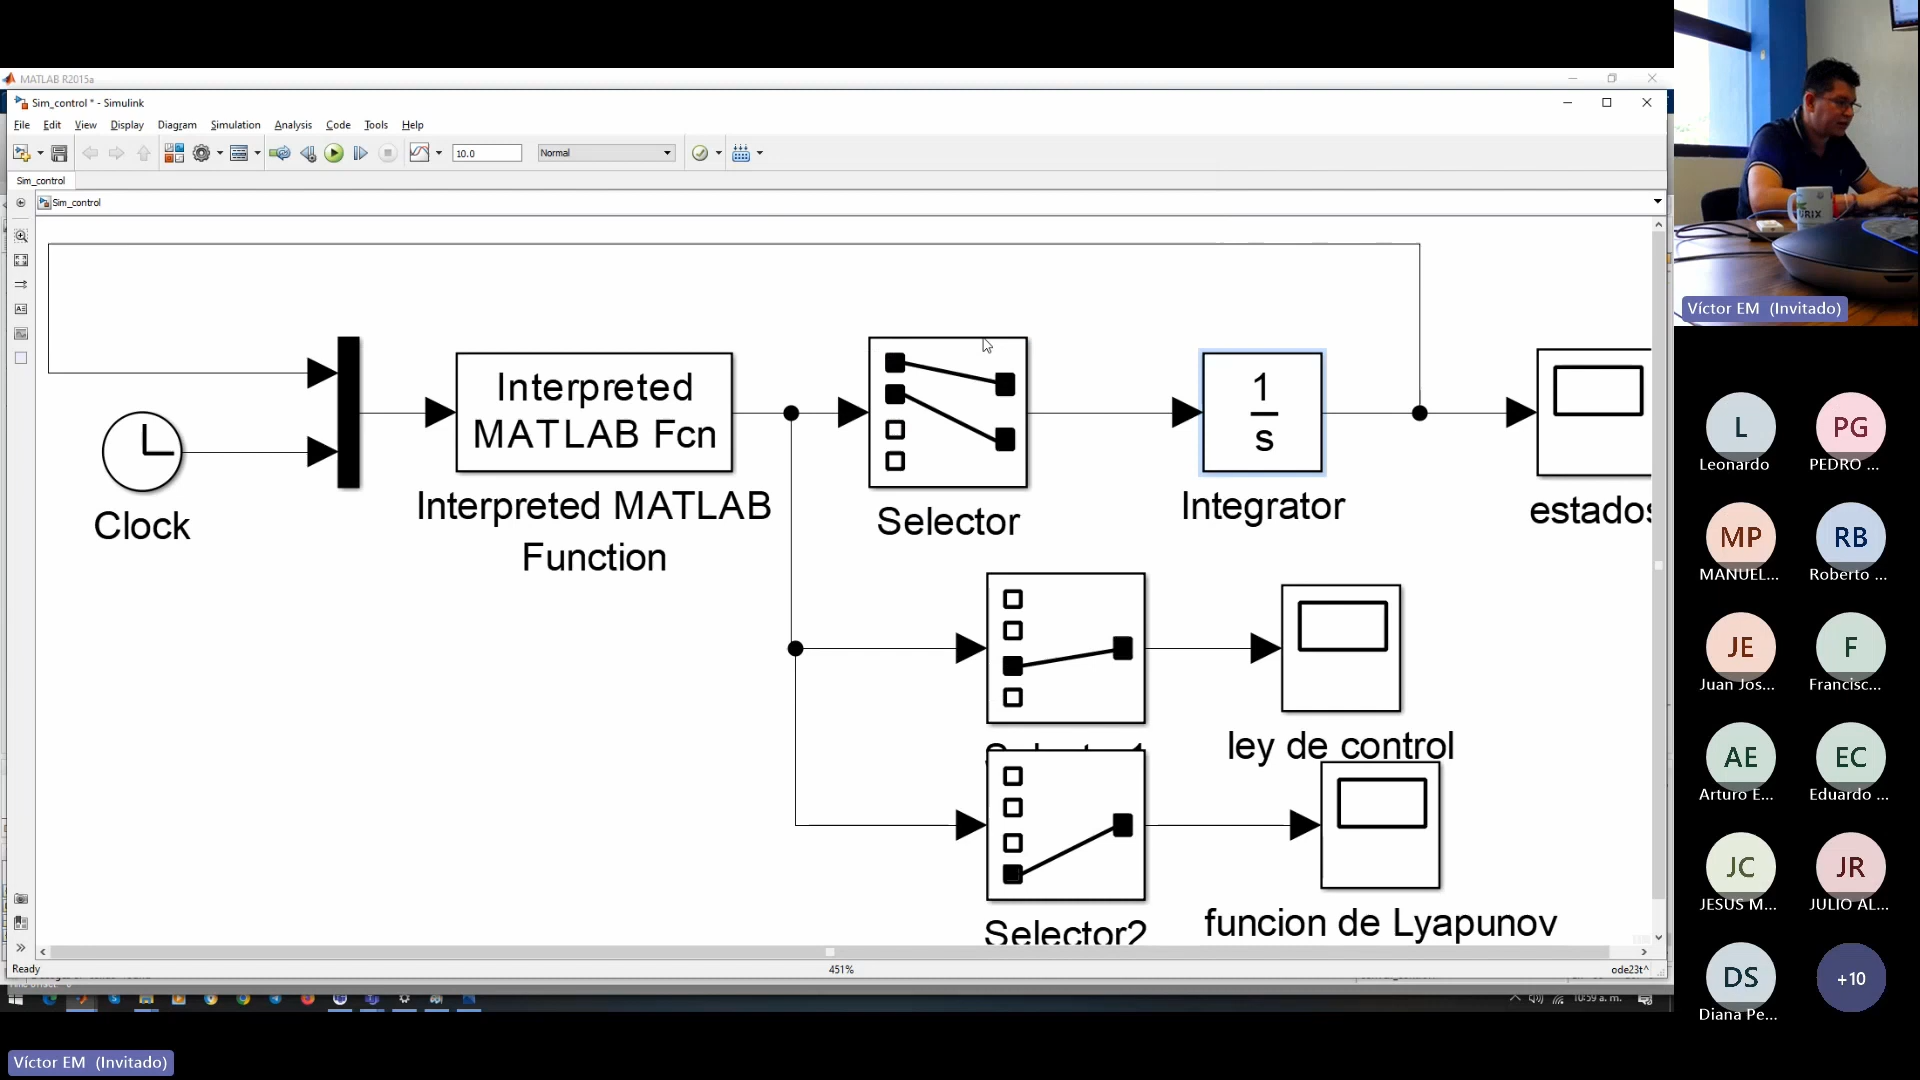 MATLAB R2015a
Sim_control * - Simulink
File Edit View Display Diagram Simulation Analysis Code Tools Help
10.0 Normal
Sim_control
Sim_control
Interpreted
MATLAB Fcn
1
s
Clock
Interpreted MATLAB
Function
Selector
Integrator
estados
ley de control
Selector2
funcion de Lyapunov
Ready 451% ode23t^
10:59 a. m.
Víctor EM (Invitado)
Víctor EM (Invitado)
L PG
Leonardo PEDRO ...
MP RB
MANUEL... Roberto ...
JE F
Juan Jos... Francisc...
AE EC
Arturo E... Eduardo ...
JC JR
JESUS M... JULIO AL...
DS +10
Diana Pe...